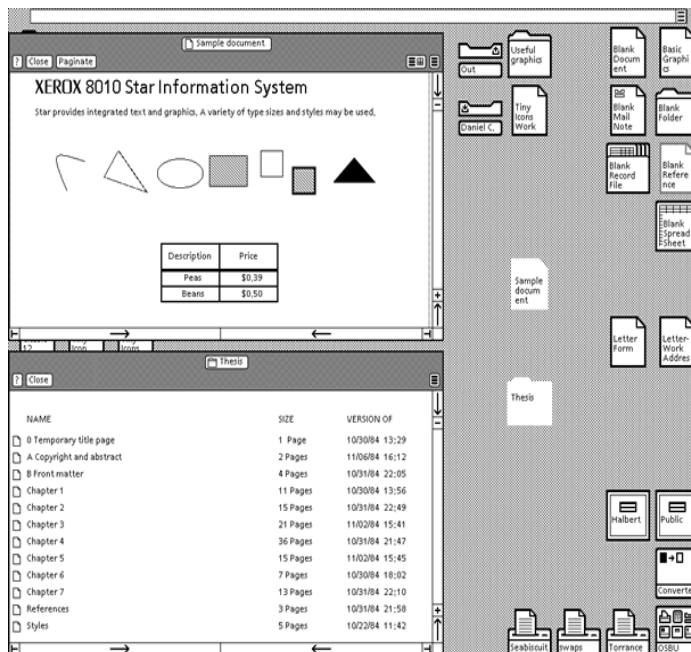 Sample document
? Close Paginate
XEROX 8010 Star Information System
Star provides integrated text and graphics, A variety of type sizes and styles may be used,
Description Price
Peas $0,39
Beans $0,50
Thesis
? Close
NAME SIZE VERSION OF
0 Temporary title page 1 Page 10/30/84 13:29
A Copyright and abstract 2 Pages 11/06/84 16:12
B Front matter 4 Pages 10/31/84 22:05
Chapter 1 11 Pages 10/30/84 13:56
Chapter 2 15 Pages 10/31/84 22:49
Chapter 3 21 Pages 11/02/84 15:41
Chapter 4 36 Pages 10/31/84 21:47
Chapter 5 15 Pages 11/02/84 15:45
Chapter 6 7 Pages 10/30/84 18:02
Chapter 7 13 Pages 10/31/84 22:10
References 3 Pages 10/31/84 21:58
Styles 5 Pages 10/22/84 11:42
Out
Useful
graphics
Blank
Docum
ent
Basic
Graphi
cs
Daniel C.
Tiny
Icons
Work
Blank
Mail
Note
Blank
Folder
Blank
Record
File
Blank
Refere
nce
Blank
Spread
Sheet
Sample
docum
ent
Letter
Form
Letter-
Work
Addres
Thesis
Halbert
Public
Converte
Seabiscuit
swaps
Torrance
OSBU